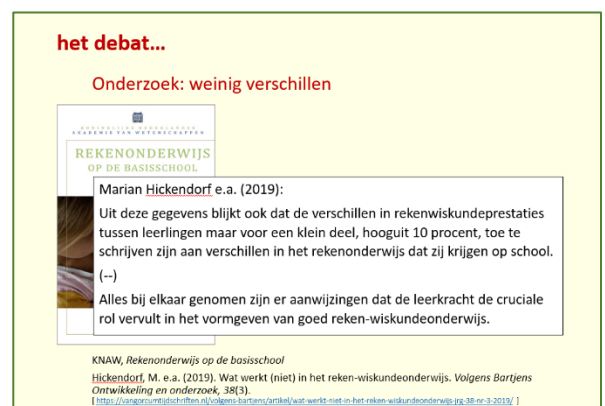 het debat...
Onderzoek: weinig verschillen
KONINKLIJKE NEDERLANDSE
AKADEMIE VAN WETENSCHAPPEN
REKENONDERWIJS
OP DE BASISSCHOOL
Marian Hickendorf e.a. (2019):
Uit deze gegevens blijkt ook dat de verschillen in rekenwiskundeprestaties
tussen leerlingen maar voor een klein deel, hooguit 10 procent, toe te
schrijven zijn aan verschillen in het rekenonderwijs dat zij krijgen op school.
(--)
Alles bij elkaar genomen zijn er aanwijzingen dat de leerkracht de cruciale
rol vervult in het vormgeven van goed reken-wiskundeonderwijs.
KNAW, Rekenonderwijs op de basisschool
Hickendorf, M. e.a. (2019). Wat werkt (niet) in het reken-wiskundeonderwijs. Volgens Bartjens
Ontwikkeling en onderzoek, 38(3).
[ https://vangorcumtijdschriften.nl/volgens-bartjens/artikel/wat-werkt-niet-in-het-reken-wiskundeonderwijs-jrg-38-nr-3-2019/ ]